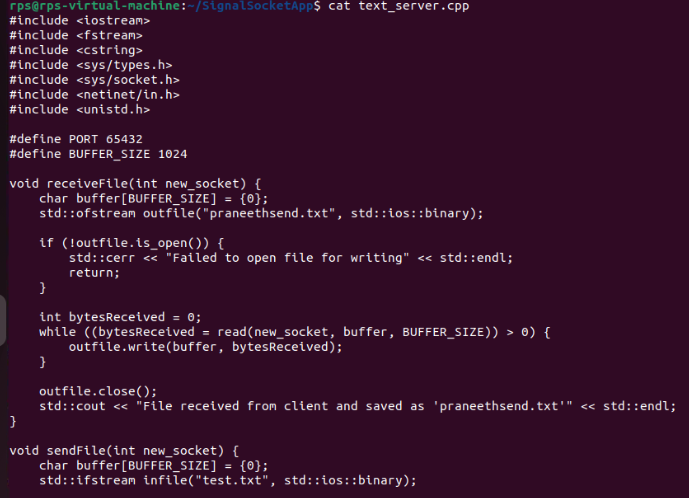 rps@rps-virtual-machine:~/SignalSocketApp$ cat text_server.cpp
#include <iostream>
#include <fstream>
#include <cstring>
#include <sys/types.h>
#include <sys/socket.h>
#include <netinet/in.h>
#include <unistd.h>

#define PORT 65432
#define BUFFER_SIZE 1024

void receiveFile(int new_socket) {
    char buffer[BUFFER_SIZE] = {0};
    std::ofstream outfile("praneethsend.txt", std::ios::binary);

    if (!outfile.is_open()) {
        std::cerr << "Failed to open file for writing" << std::endl;
        return;
    }

    int bytesReceived = 0;
    while ((bytesReceived = read(new_socket, buffer, BUFFER_SIZE)) > 0) {
        outfile.write(buffer, bytesReceived);
    }

    outfile.close();
    std::cout << "File received from client and saved as 'praneethsend.txt'" << std::endl;
}

void sendFile(int new_socket) {
    char buffer[BUFFER_SIZE] = {0};
    std::ifstream infile("test.txt", std::ios::binary);